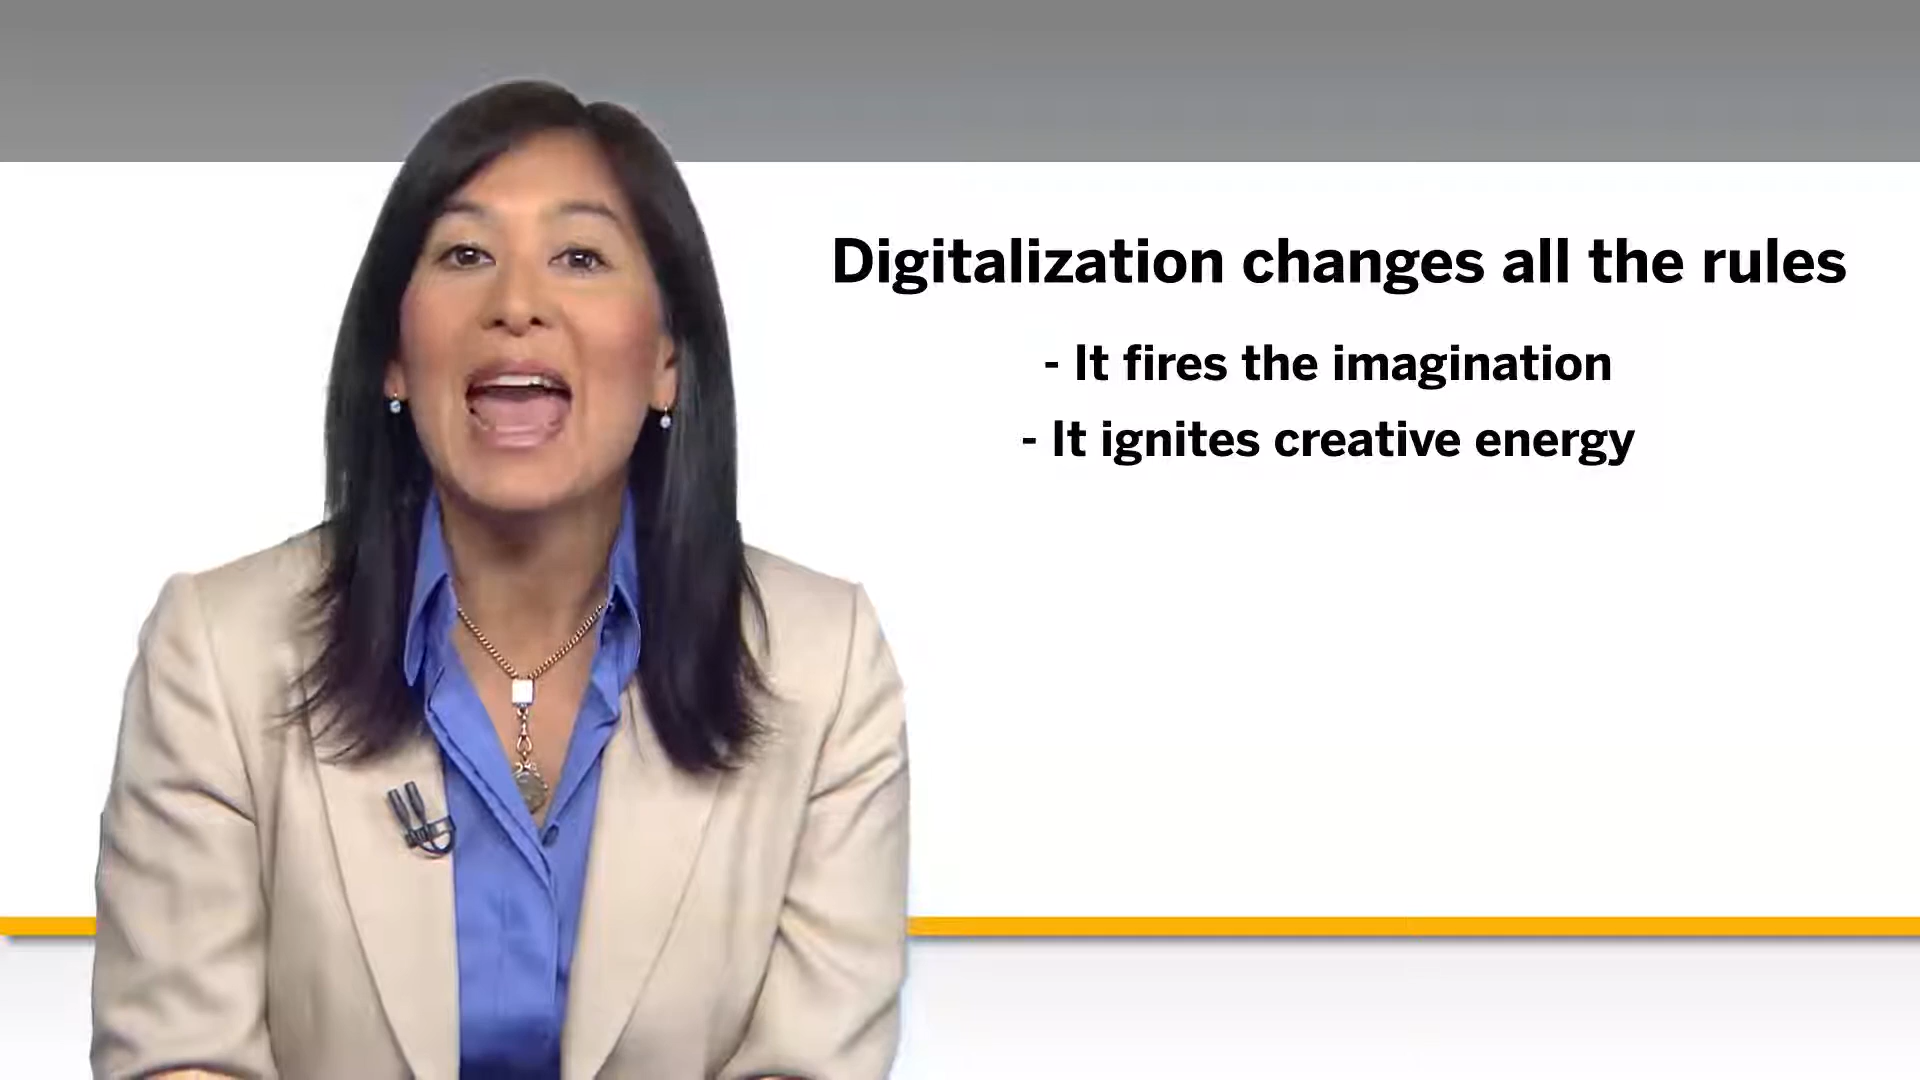 Digitalization changes all the rules
- It fires the imagination
- It ignites creative energy